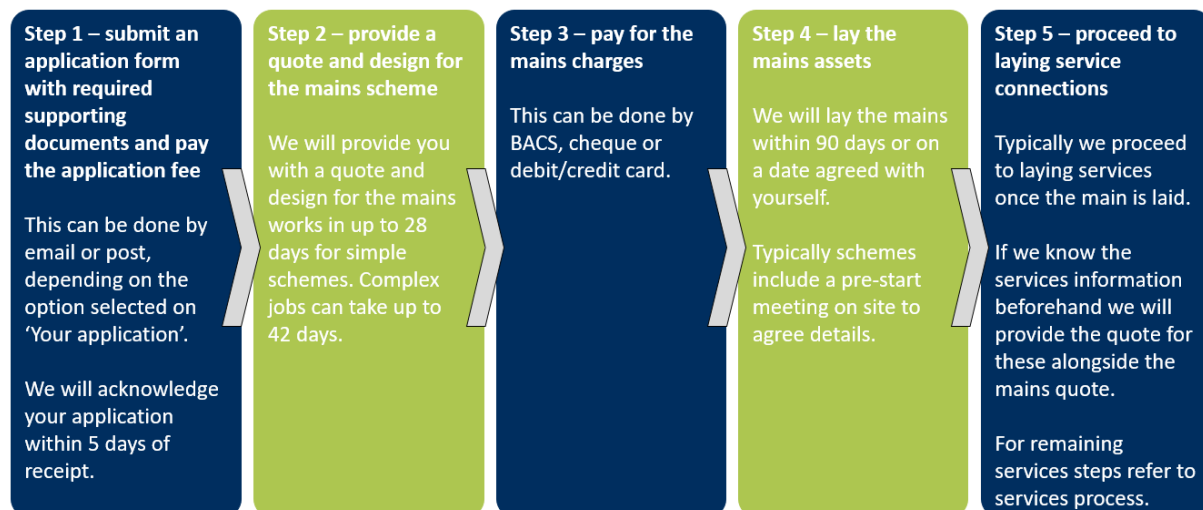 Step 1 – submit an
application form
with required
supporting
documents and pay
the application fee
This can be done by
email or post,
depending on the
option selected on
‘Your application’.
We will acknowledge
your application
within 5 days of
receipt.
Step 2 – provide a
quote and design for
the mains scheme
We will provide you
with a quote and
design for the mains
works in up to 28
days for simple
schemes. Complex
jobs can take up to
42 days.
Step 3 – pay for the
mains charges
This can be done by
BACS, cheque or
debit/credit card.
Step 4 – lay the
mains assets
We will lay the mains
within 90 days or on
a date agreed with
yourself.
Typically schemes
include a pre-start
meeting on site to
agree details.
Step 5 – proceed to
laying service
connections
Typically we proceed
to laying services
once the main is laid.
If we know the
services information
beforehand we will
provide the quote for
these alongside the
mains quote.
For remaining
services steps refer to
services process.